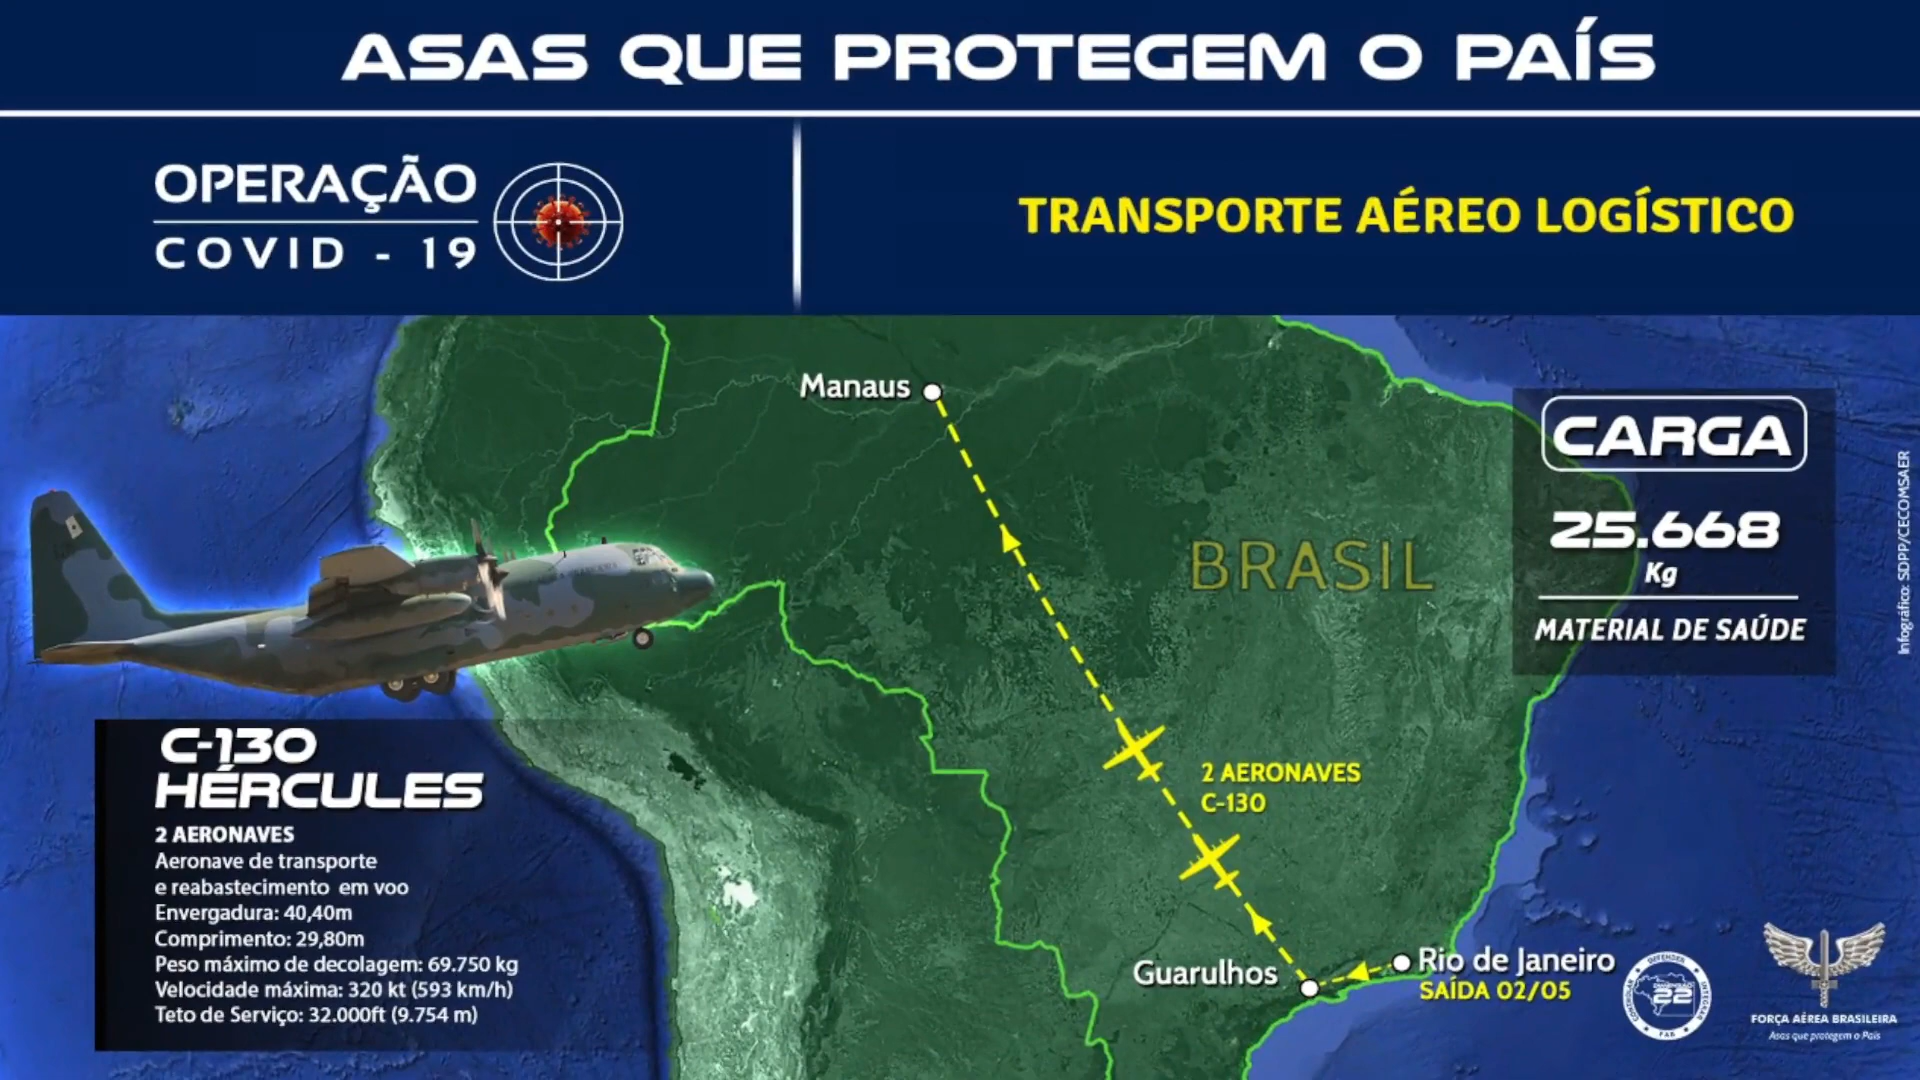 ASAS QUE PROTEGEM O PAÍS
OPERAÇÃO
COVID - 19
TRANSPORTE AÉREO LOGÍSTICO
Manaus
BRASIL
CARGA
25.668
Kg
MATERIAL DE SAÚDE
Infográfico: SDPP/CECOMSAER
C-130
HÉRCULES
2 AERONAVES
Aeronave de transporte
e reabastecimento em voo
Envergadura: 40,40m
Comprimento: 29,80m
Peso máximo de decolagem: 69.750 kg
Velocidade máxima: 320 kt (593 km/h)
Teto de Serviço: 32.000ft (9.754 m)
2 AERONAVES
C-130
Guarulhos
Rio de Janeiro
SAÍDA 02/05
DEFENDER
CONTROLAR
INTEGRAR
22
FAB
FORÇA AÉREA BRASILEIRA
Asas que protegem o País